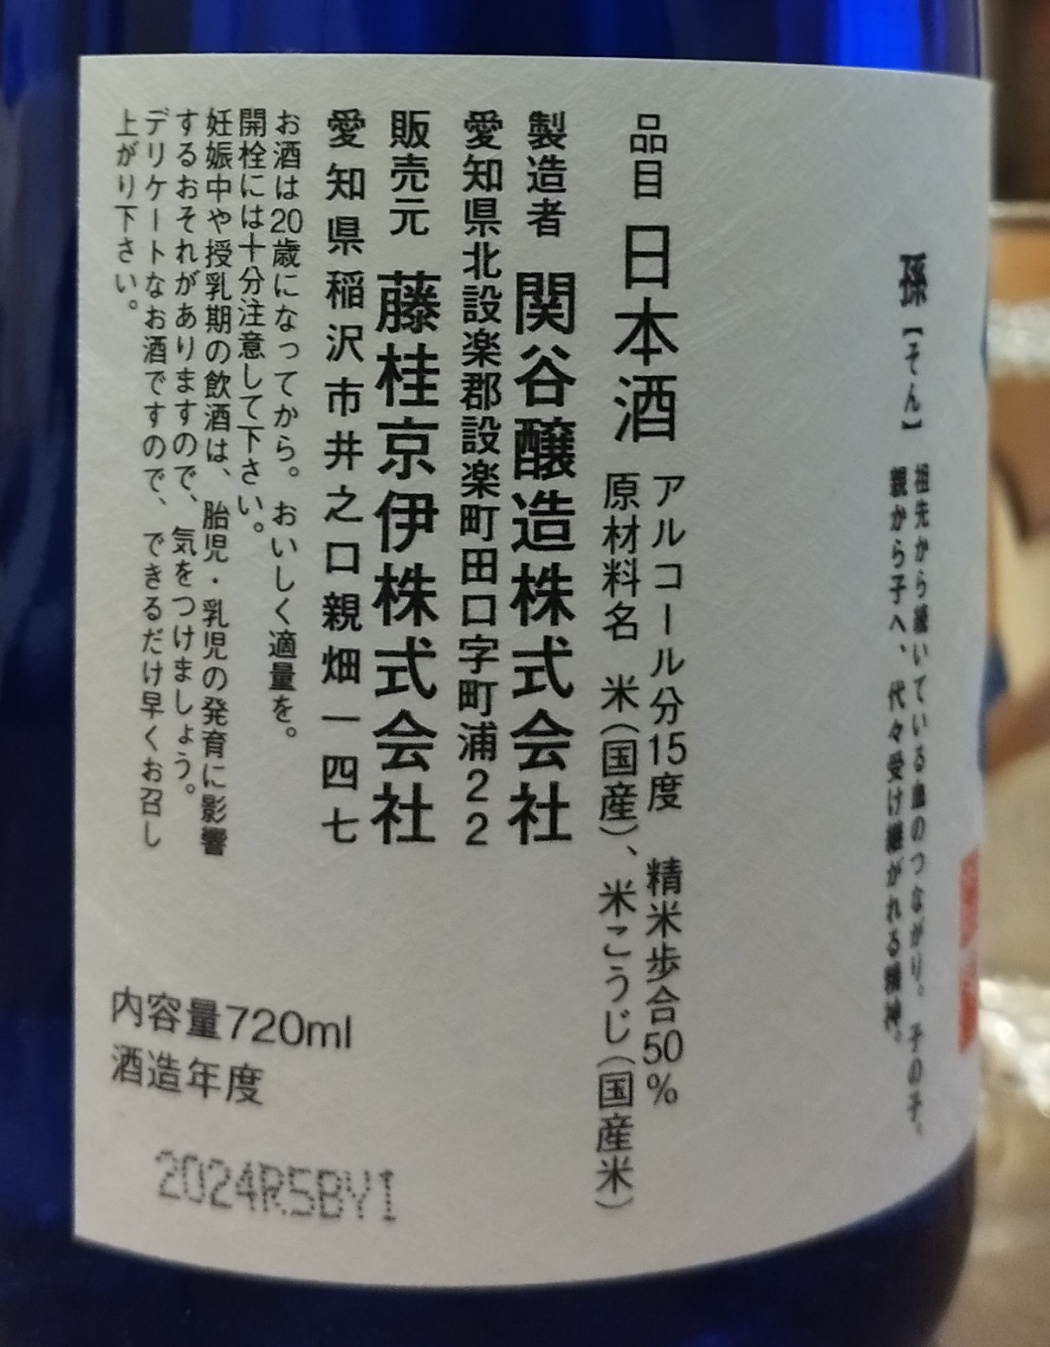 孫【そん】
祖先から続いている血のつながり。その子。
親から子へ、代々受け継がれる精神。
品目 日本酒
アルコール分15度 精米歩合50%
原材料名 米(国産)、米こうじ(国産米)
製造者 関谷醸造株式会社
愛知県北設楽郡設楽町田口字町浦22
販売元 藤桂京伊株式会社
愛知県稲沢市井之口親畑一四七
お酒は20歳になってから。おいしく適量を。
開栓には十分注意して下さい。
妊娠中や授乳期の飲酒は、胎児・乳児の発育に影響
するおそれがありますので、気をつけましょう。
デリケートなお酒ですので、できるだけ早くお召し
上がり下さい。
内容量720ml
酒造年度
2024R5BYI